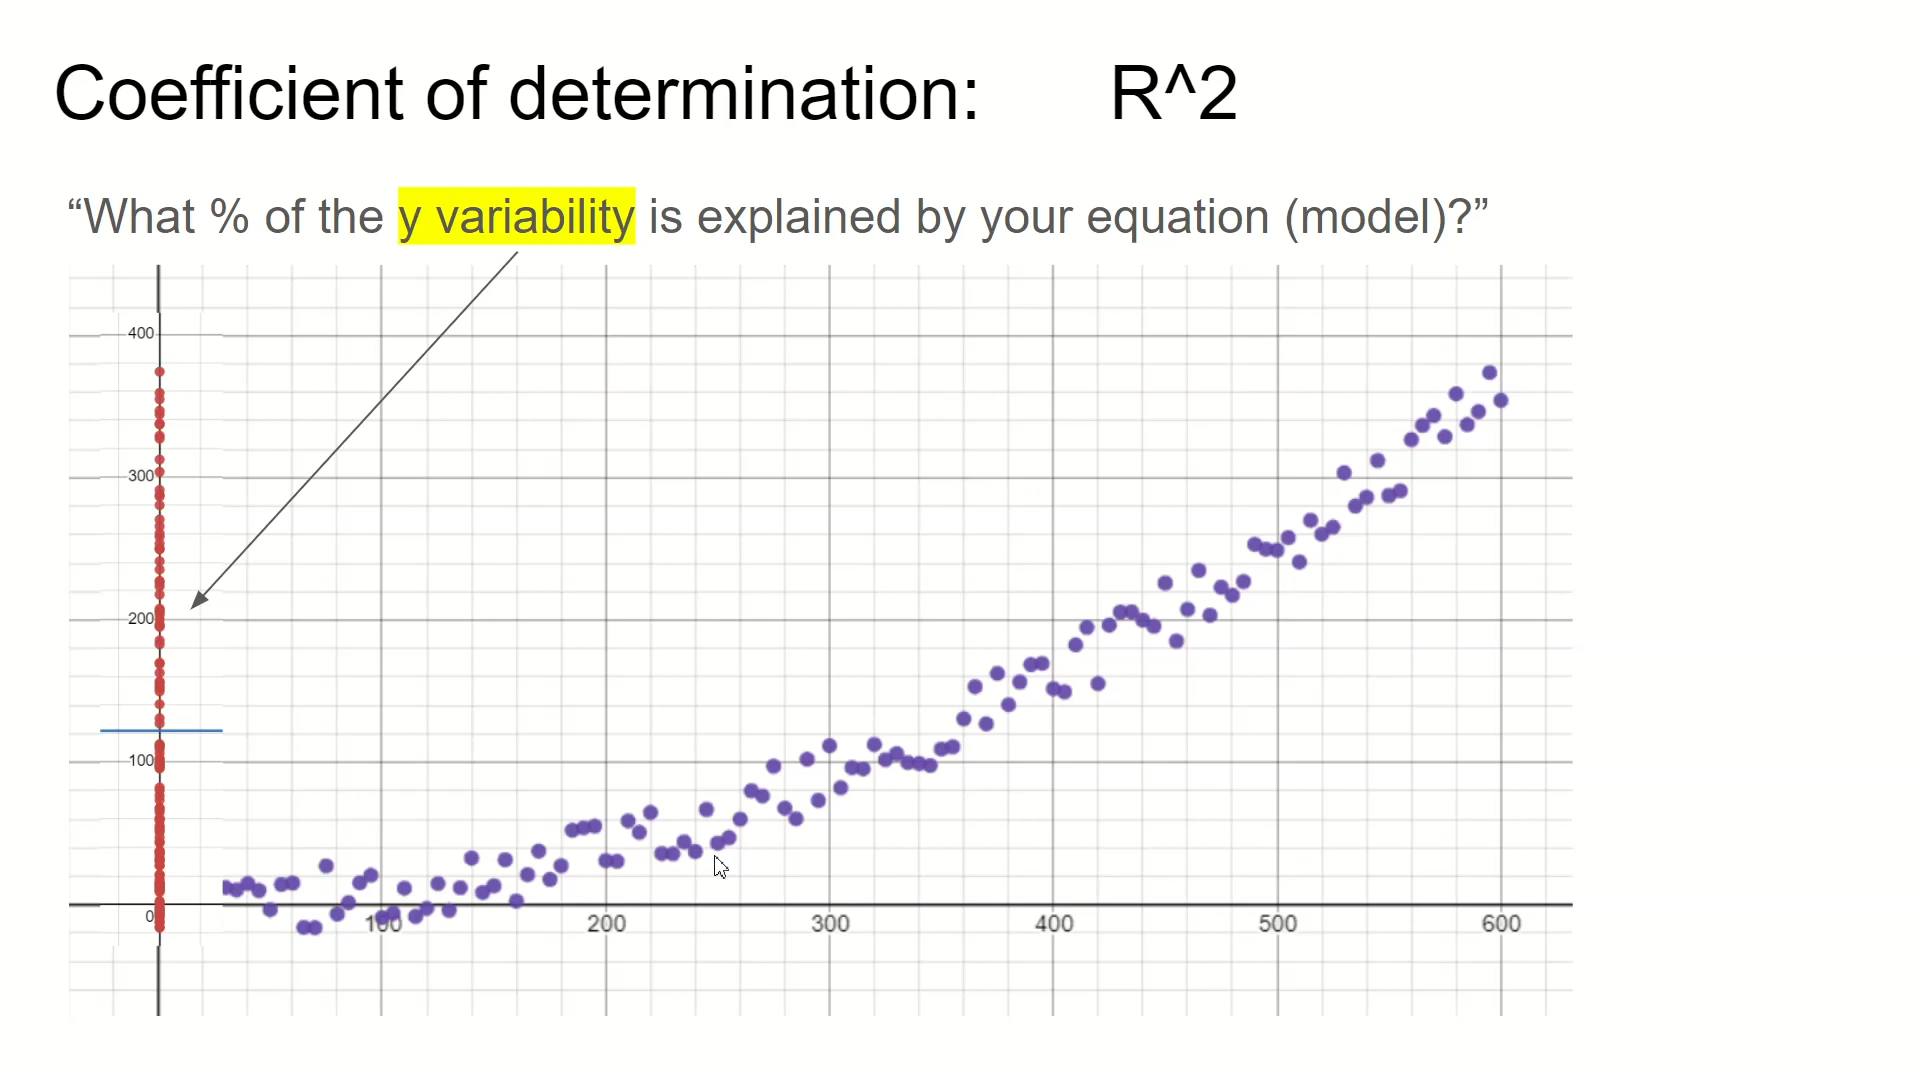 Coefficient of determination: R^2
“What % of the y variability is explained by your equation (model)?”
400
300
200
100
0
100 200 300 400 500 600